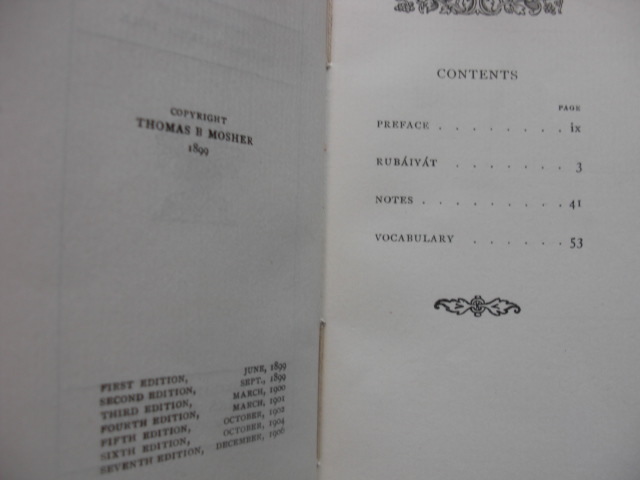 COPYRIGHT
THOMAS B MOSHER
1899
FIRST EDITION, JUNE, 1899
SECOND EDITION, SEPT., 1899
THIRD EDITION, MARCH, 1900
FOURTH EDITION, MARCH, 1901
FIFTH EDITION, OCTOBER, 1902
SIXTH EDITION, OCTOBER, 1904
SEVENTH EDITION, DECEMBER, 1906
CONTENTS
PAGE
PREFACE . . . . . . . . ix
RUBÁIYÁT . . . . . . . 3
NOTES . . . . . . . . . 41
VOCABULARY . . . . . . 53